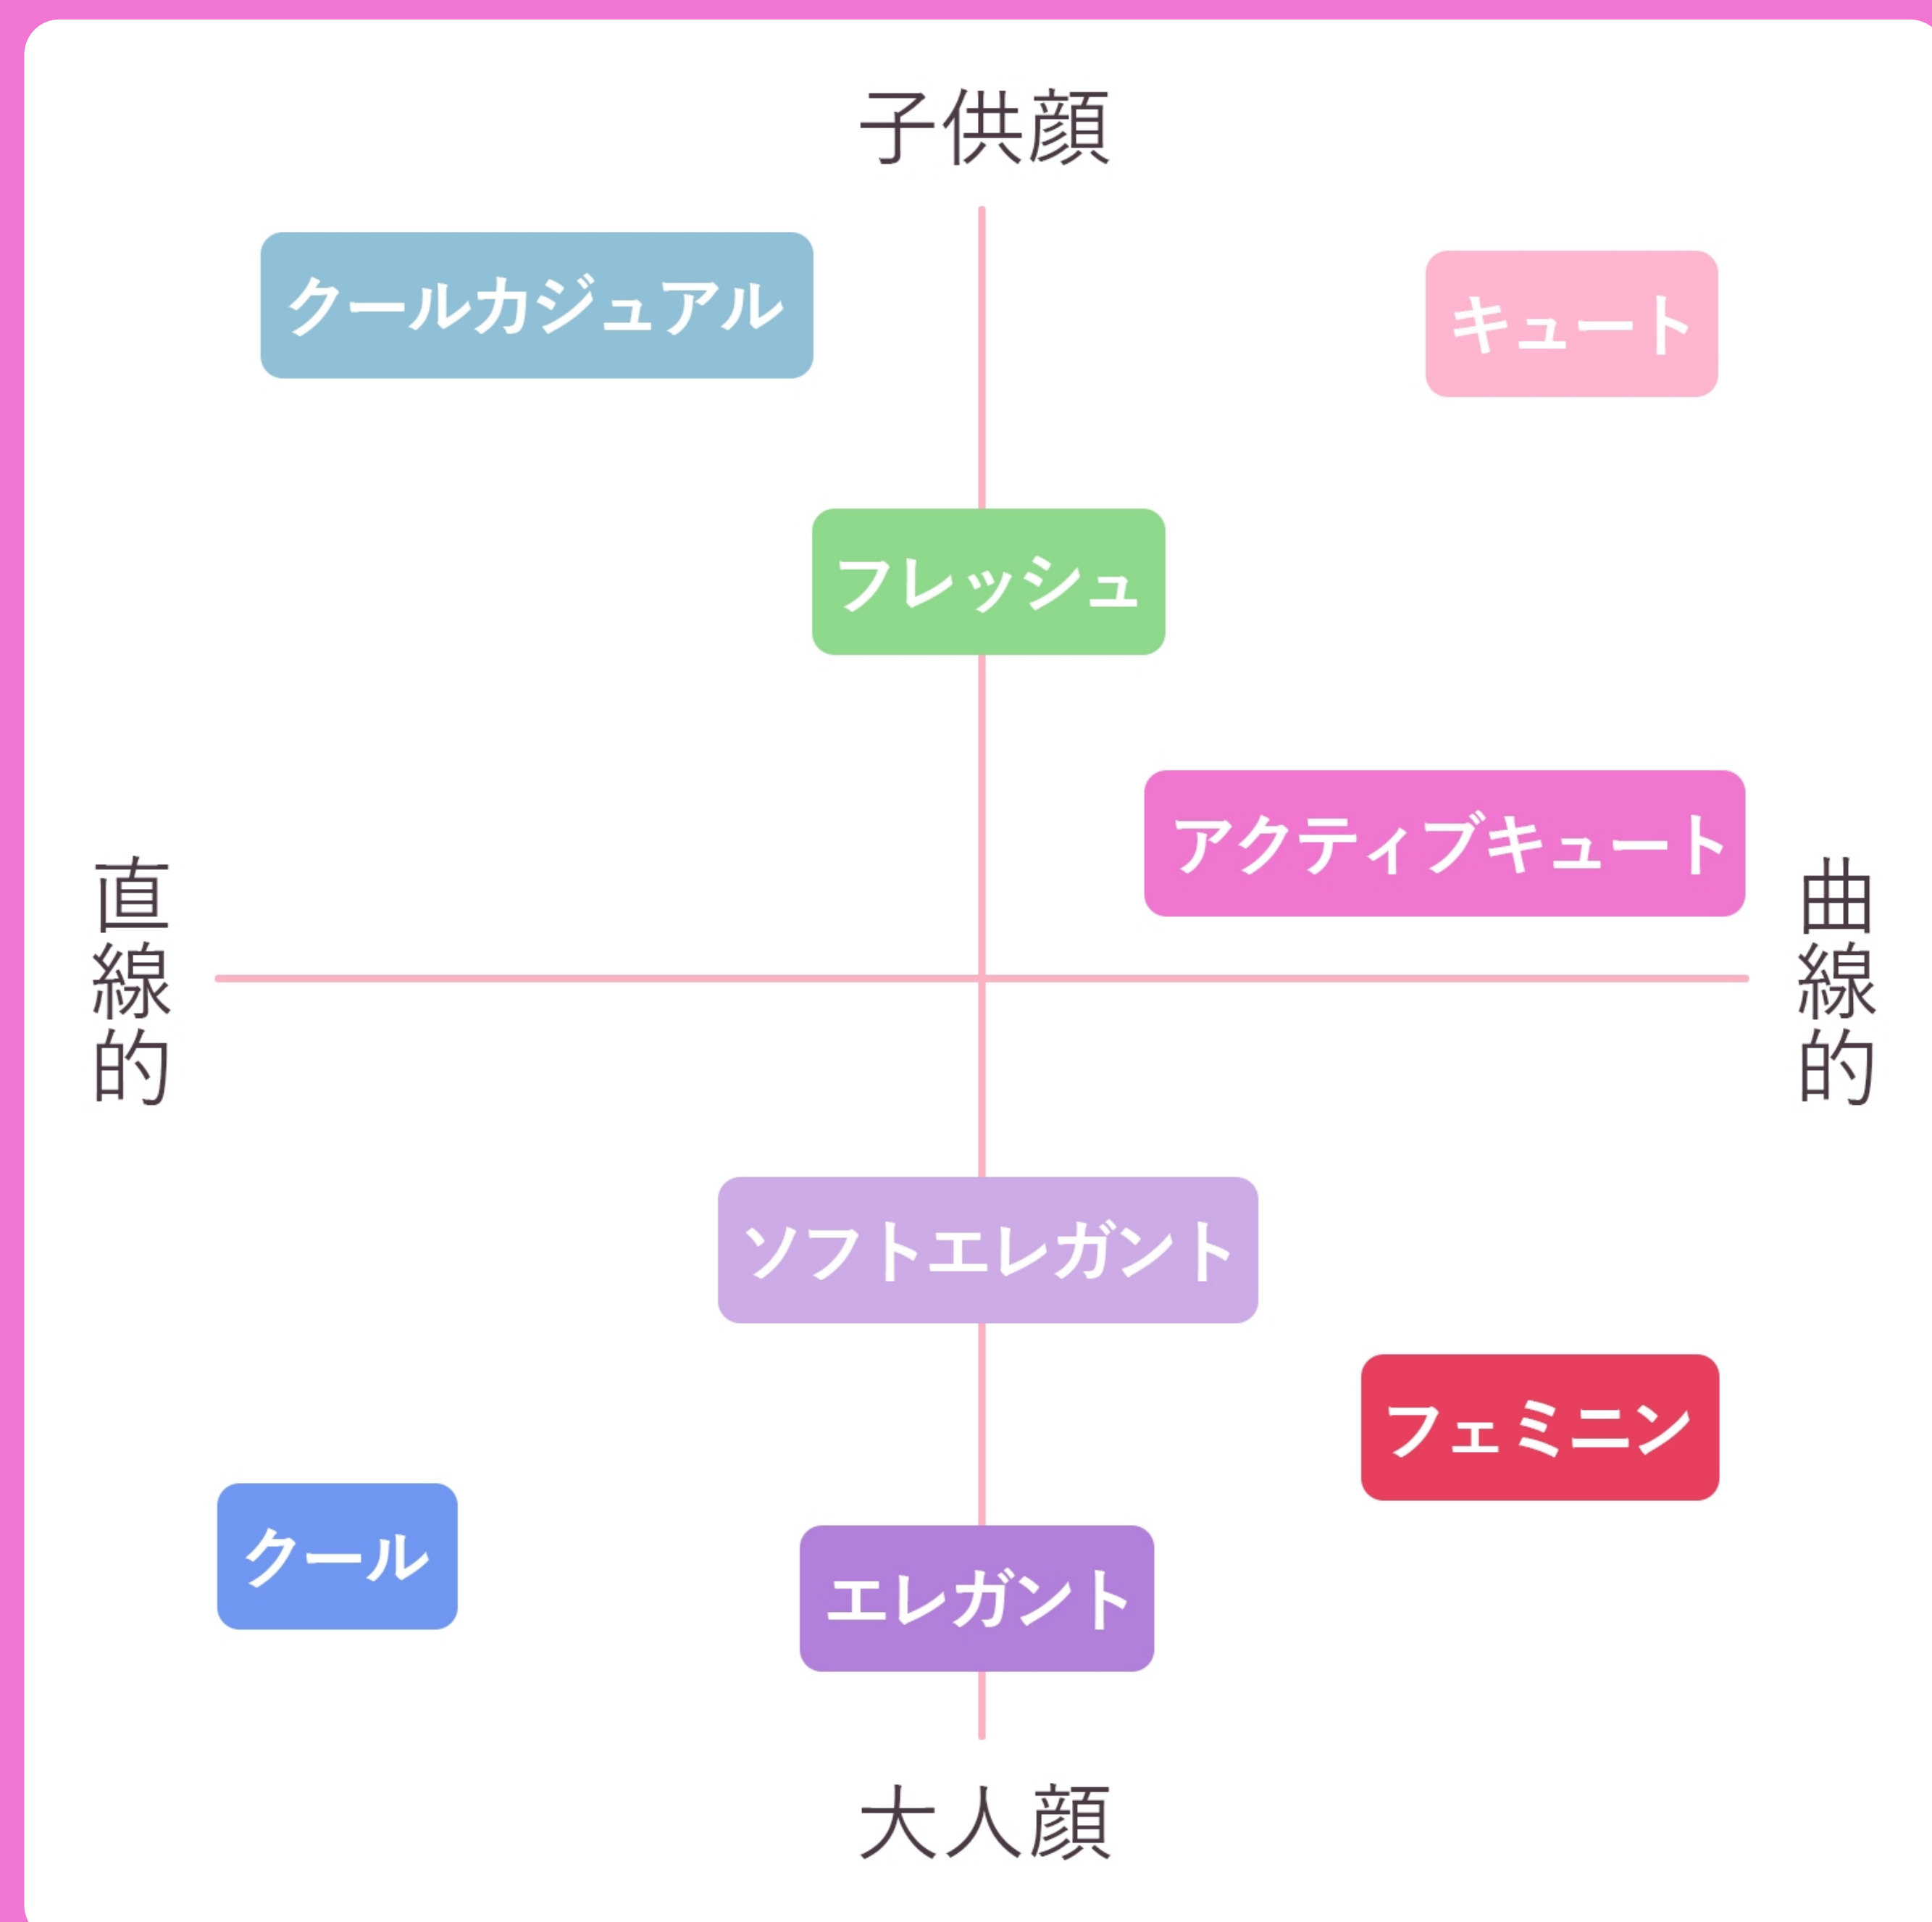 子供顔
クールカジュアル
キュート
フレッシュ
アクティブキュート
直線的
曲線的
ソフトエレガント
フェミニン
クール
エレガント
大人顔